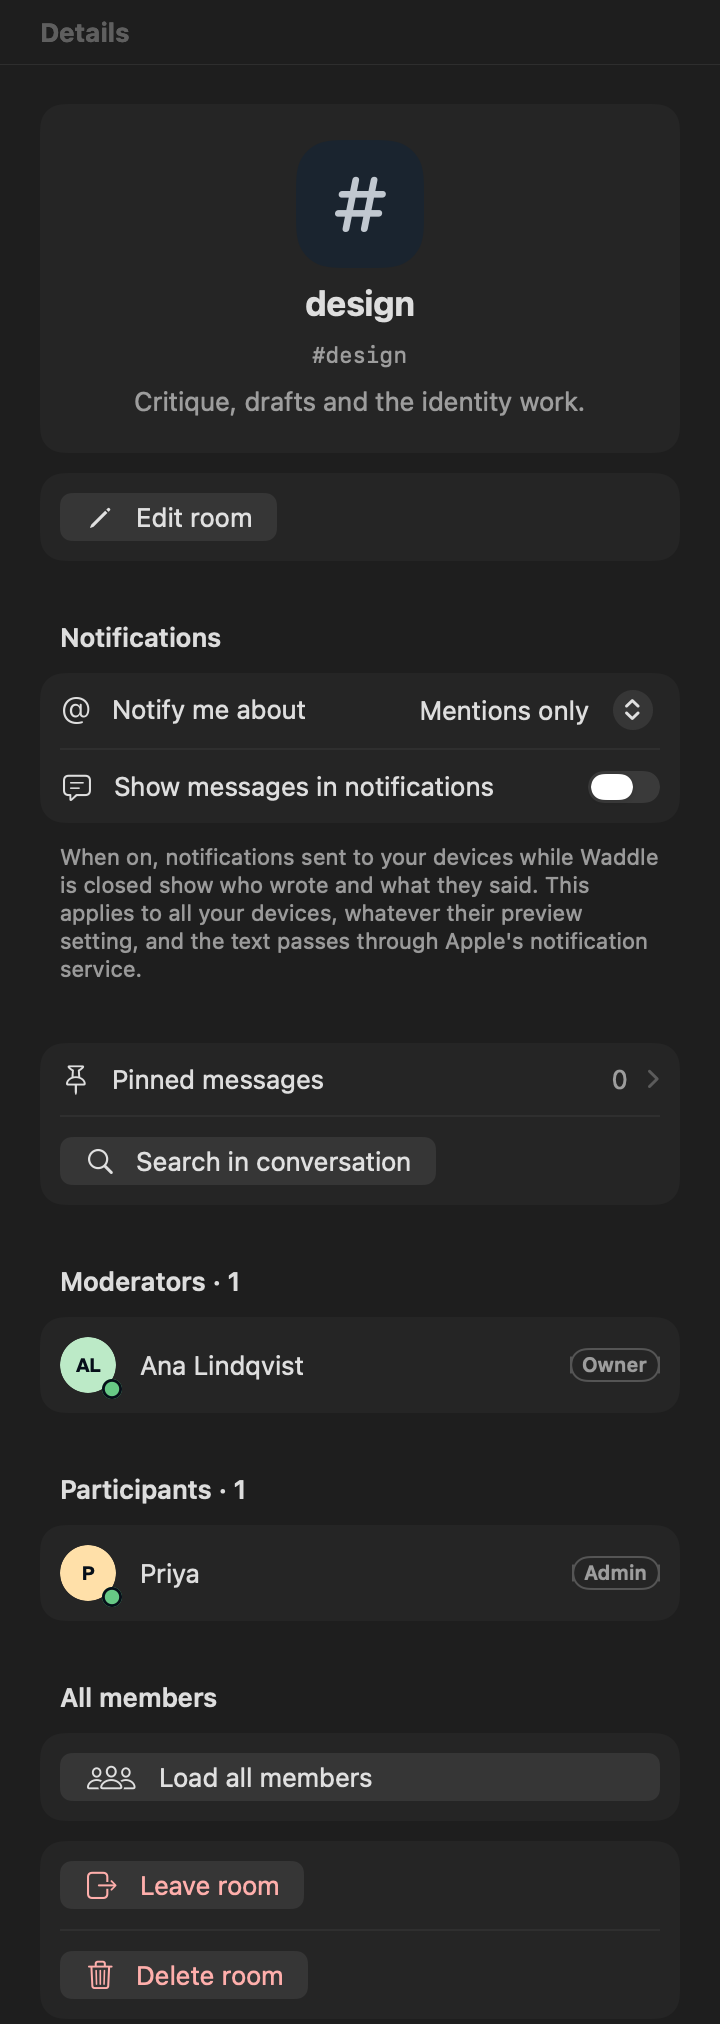 Details
#
design
#design
Critique, drafts and the identity work.
Edit room
Notifications
@ Notify me about Mentions only
Show messages in notifications
When on, notifications sent to your devices while Waddle
is closed show who wrote and what they said. This
applies to all your devices, whatever their preview
setting, and the text passes through Apple's notification
service.
Pinned messages 0
Search in conversation
Moderators · 1
AL Ana Lindqvist Owner
Participants · 1
P Priya Admin
All members
Load all members
Leave room
Delete room